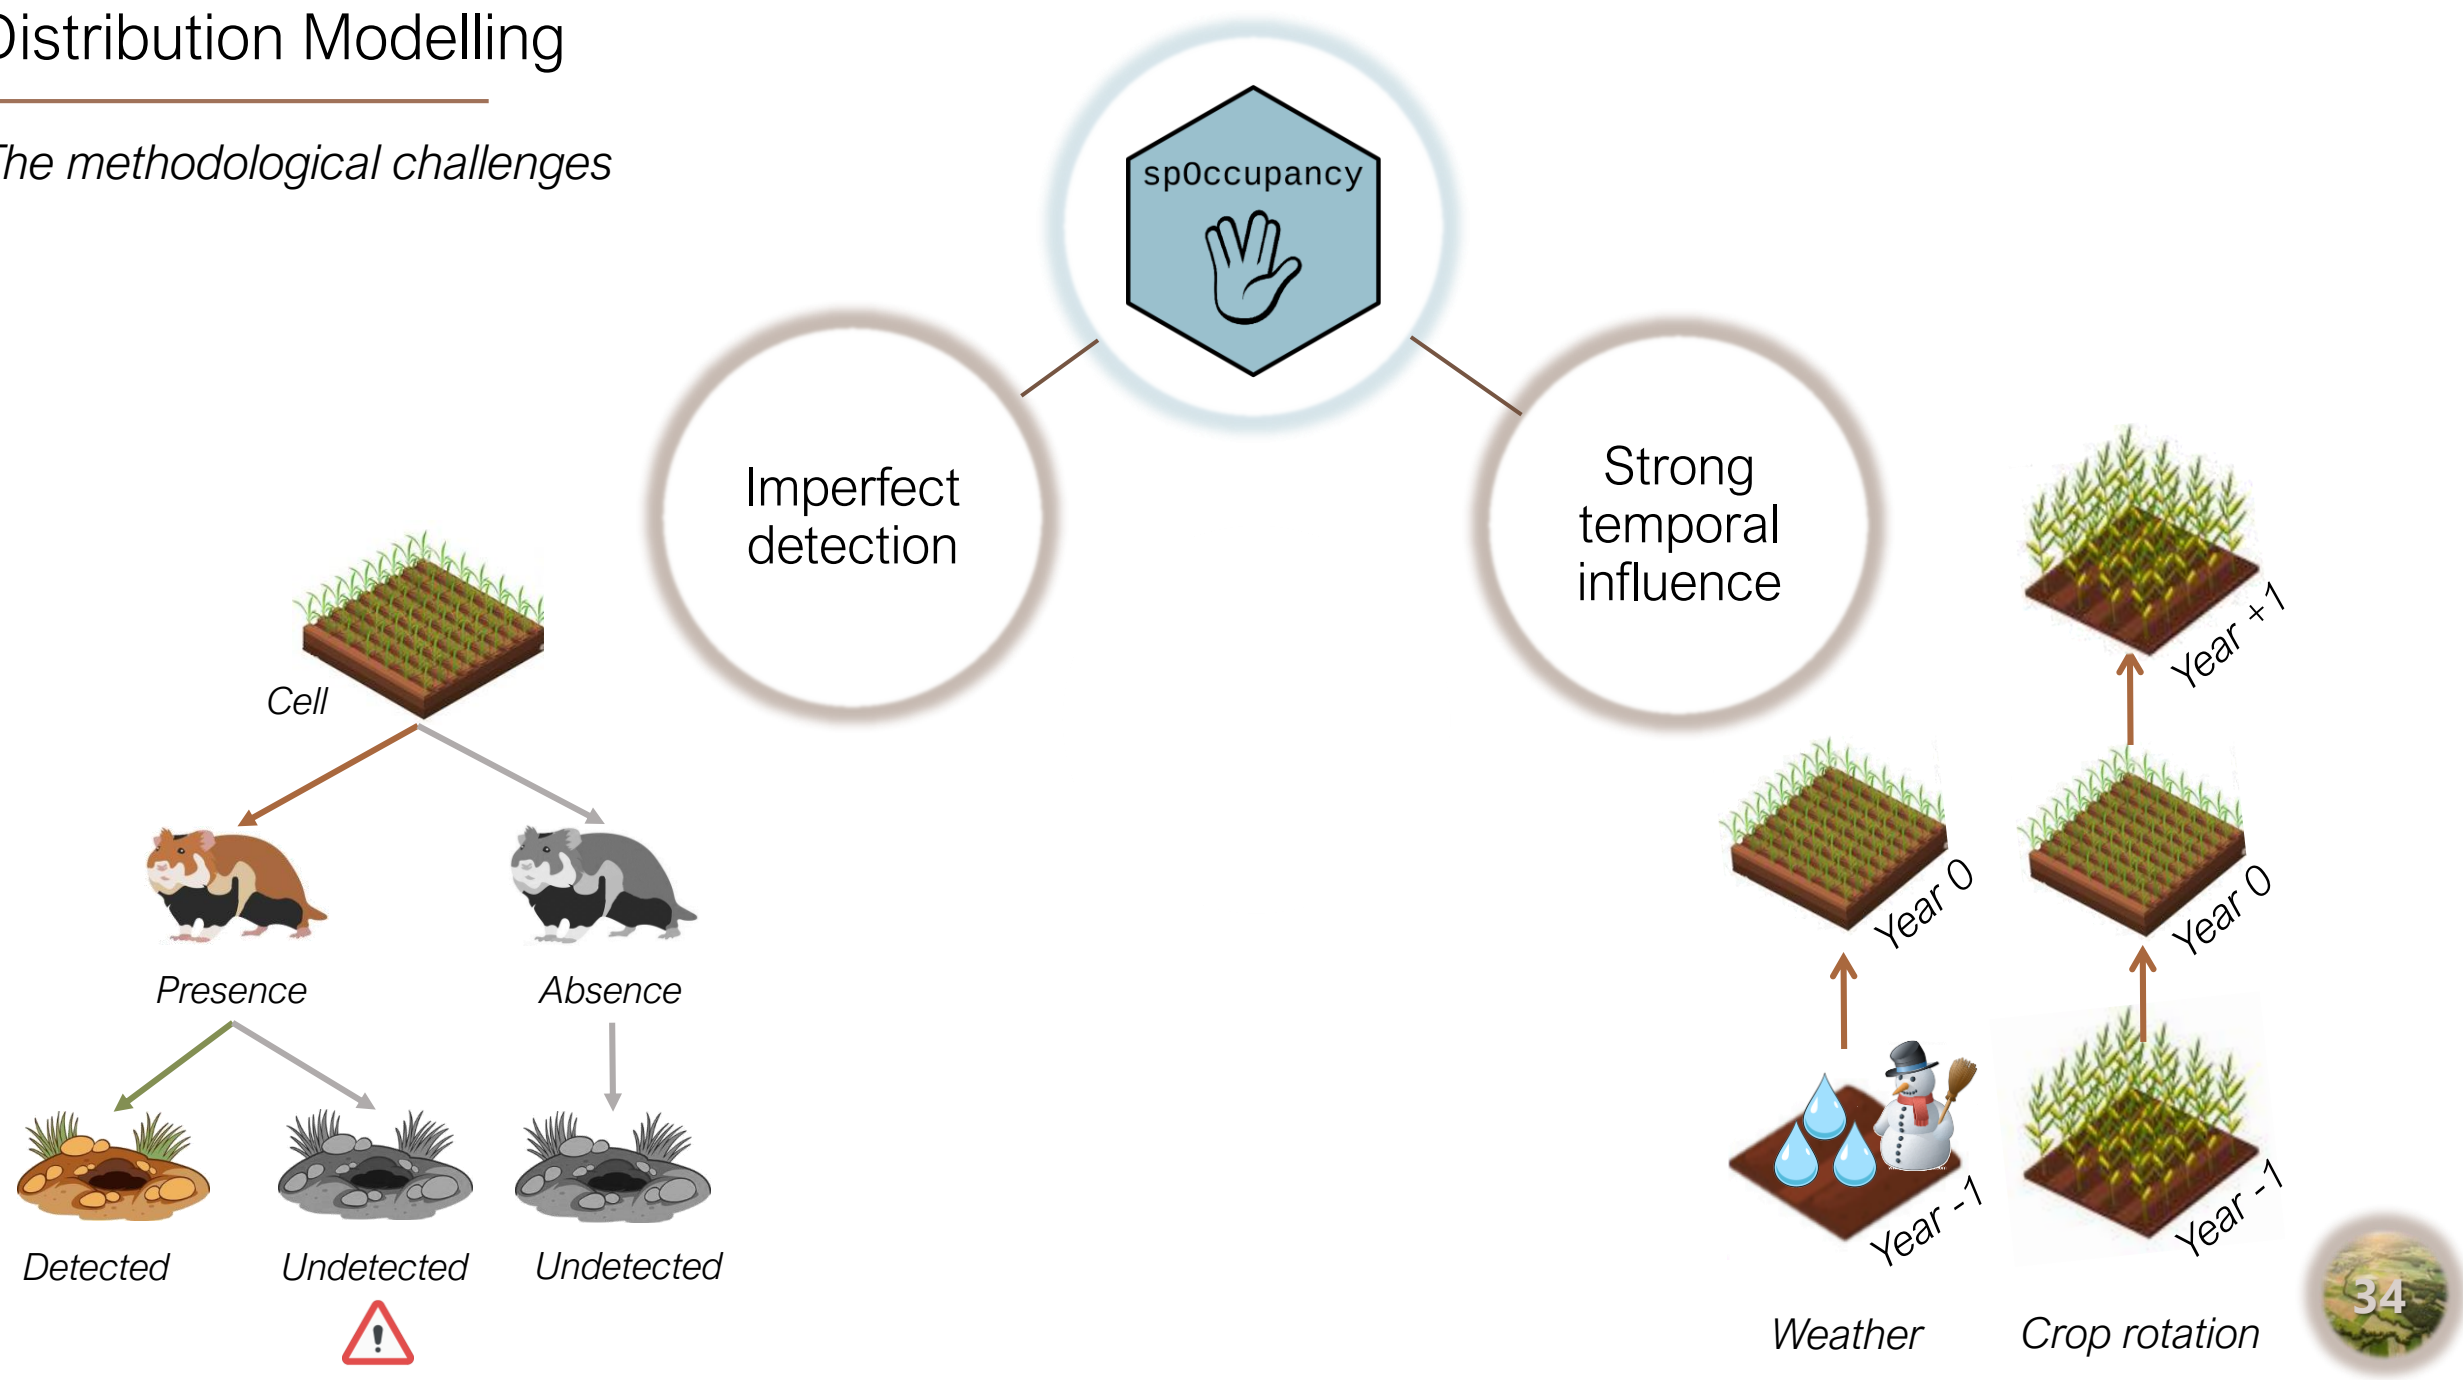 Distribution Modelling
The methodological challenges
spOccupancy
Imperfect
detection
Strong
temporal
influence
Cell
Presence
Absence
Detected
Undetected
Undetected
Year +1
Year 0
Year 0
Year -1
Year -1
Weather
Crop rotation
34